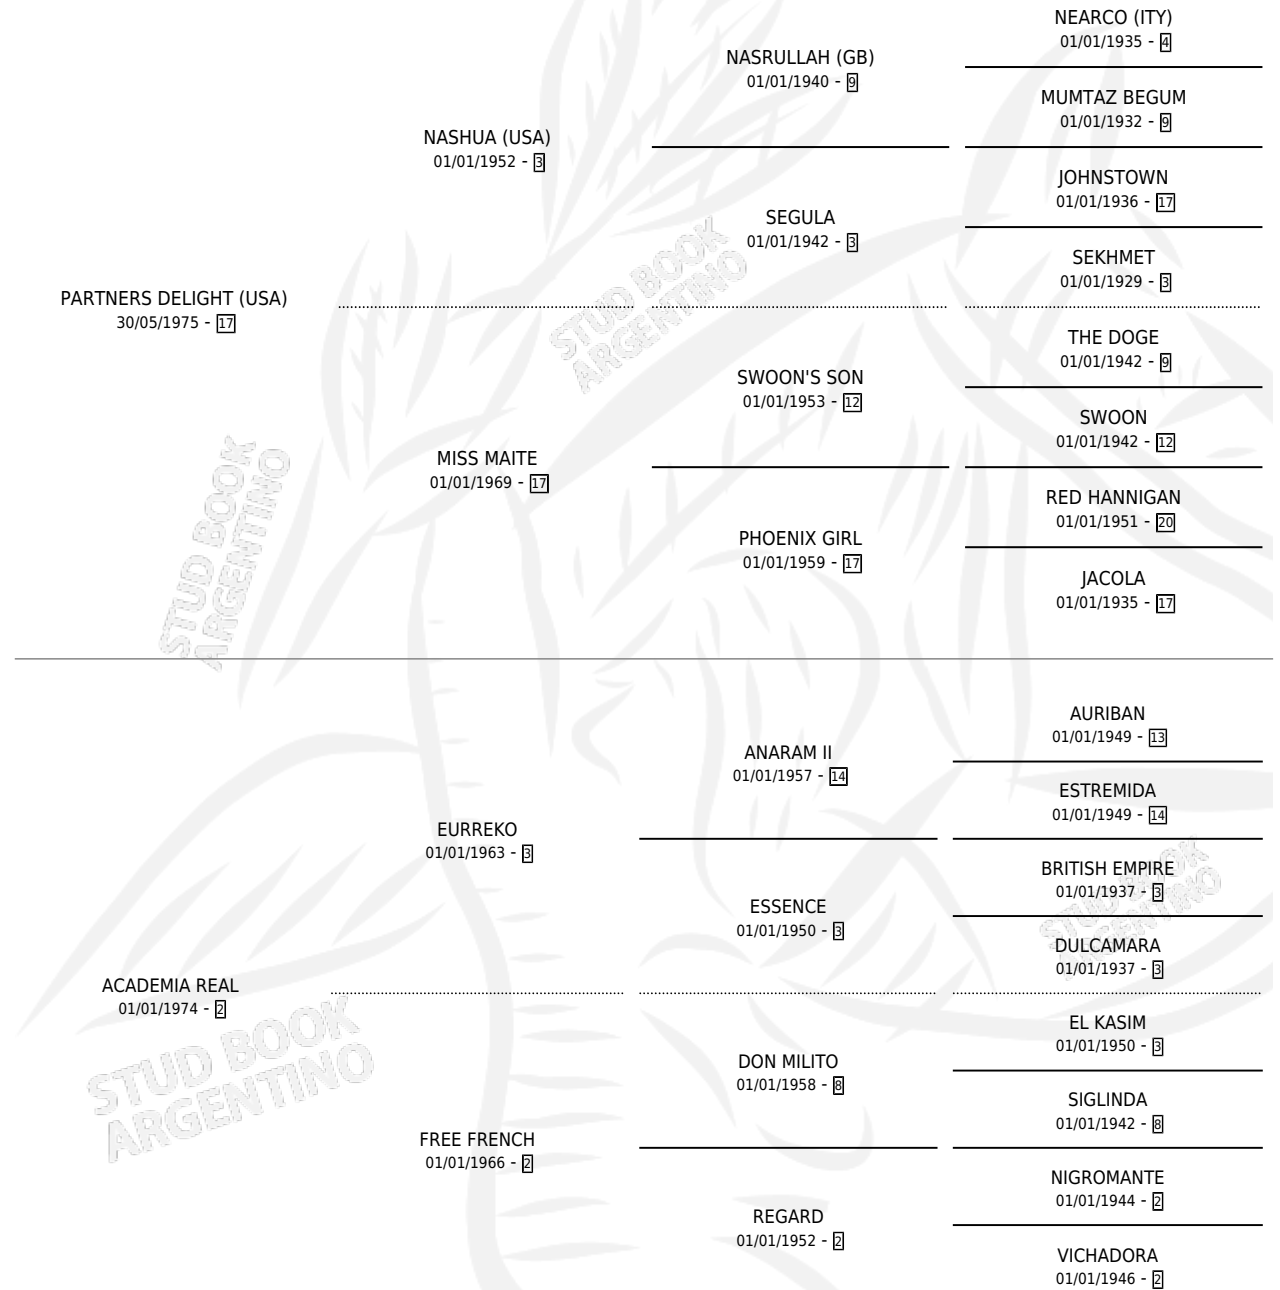 NEARCO (ITY)
01/01/1935 - 4
NASRULLAH (GB)
01/01/1940 - 9
MUMTAZ BEGUM
01/01/1932 - 9
NASHUA (USA)
01/01/1952 - 3
JOHNSTOWN
01/01/1936 - 17
SEGULA
01/01/1942 - 3
SEKHMET
01/01/1929 - 3
PARTNERS DELIGHT (USA)
30/05/1975 - 17
THE DOGE
01/01/1942 - 9
SWOON'S SON
01/01/1953 - 12
SWOON
01/01/1942 - 12
MISS MAITE
01/01/1969 - 17
RED HANNIGAN
01/01/1951 - 20
PHOENIX GIRL
01/01/1959 - 17
JACOLA
01/01/1935 - 17
AURIBAN
01/01/1949 - 13
ANARAM II
01/01/1957 - 14
ESTREMIDA
01/01/1949 - 14
EURREKO
01/01/1963 - 3
BRITISH EMPIRE
01/01/1937 - 3
ESSENCE
01/01/1950 - 3
DULCAMARA
01/01/1937 - 3
ACADEMIA REAL
01/01/1974 - 2
EL KASIM
01/01/1950 - 3
DON MILITO
01/01/1958 - 8
SIGLINDA
01/01/1942 - 8
FREE FRENCH
01/01/1966 - 2
NIGROMANTE
01/01/1944 - 2
REGARD
01/01/1952 - 2
VICHADORA
01/01/1946 - 2
STUD BOOK
ARGENTINO
STUD BOOK
ARGENTINO
STUD BOOK
ARGENTINO
STUD BOOK
ARGENTINO